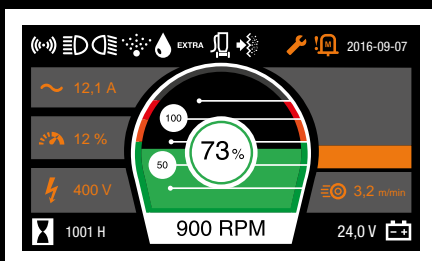 EXTRA M 2016-09-07
12,1 A
100
12 %
73%
50
400 V
3,2 m/min
1001 H
900 RPM
24,0 V